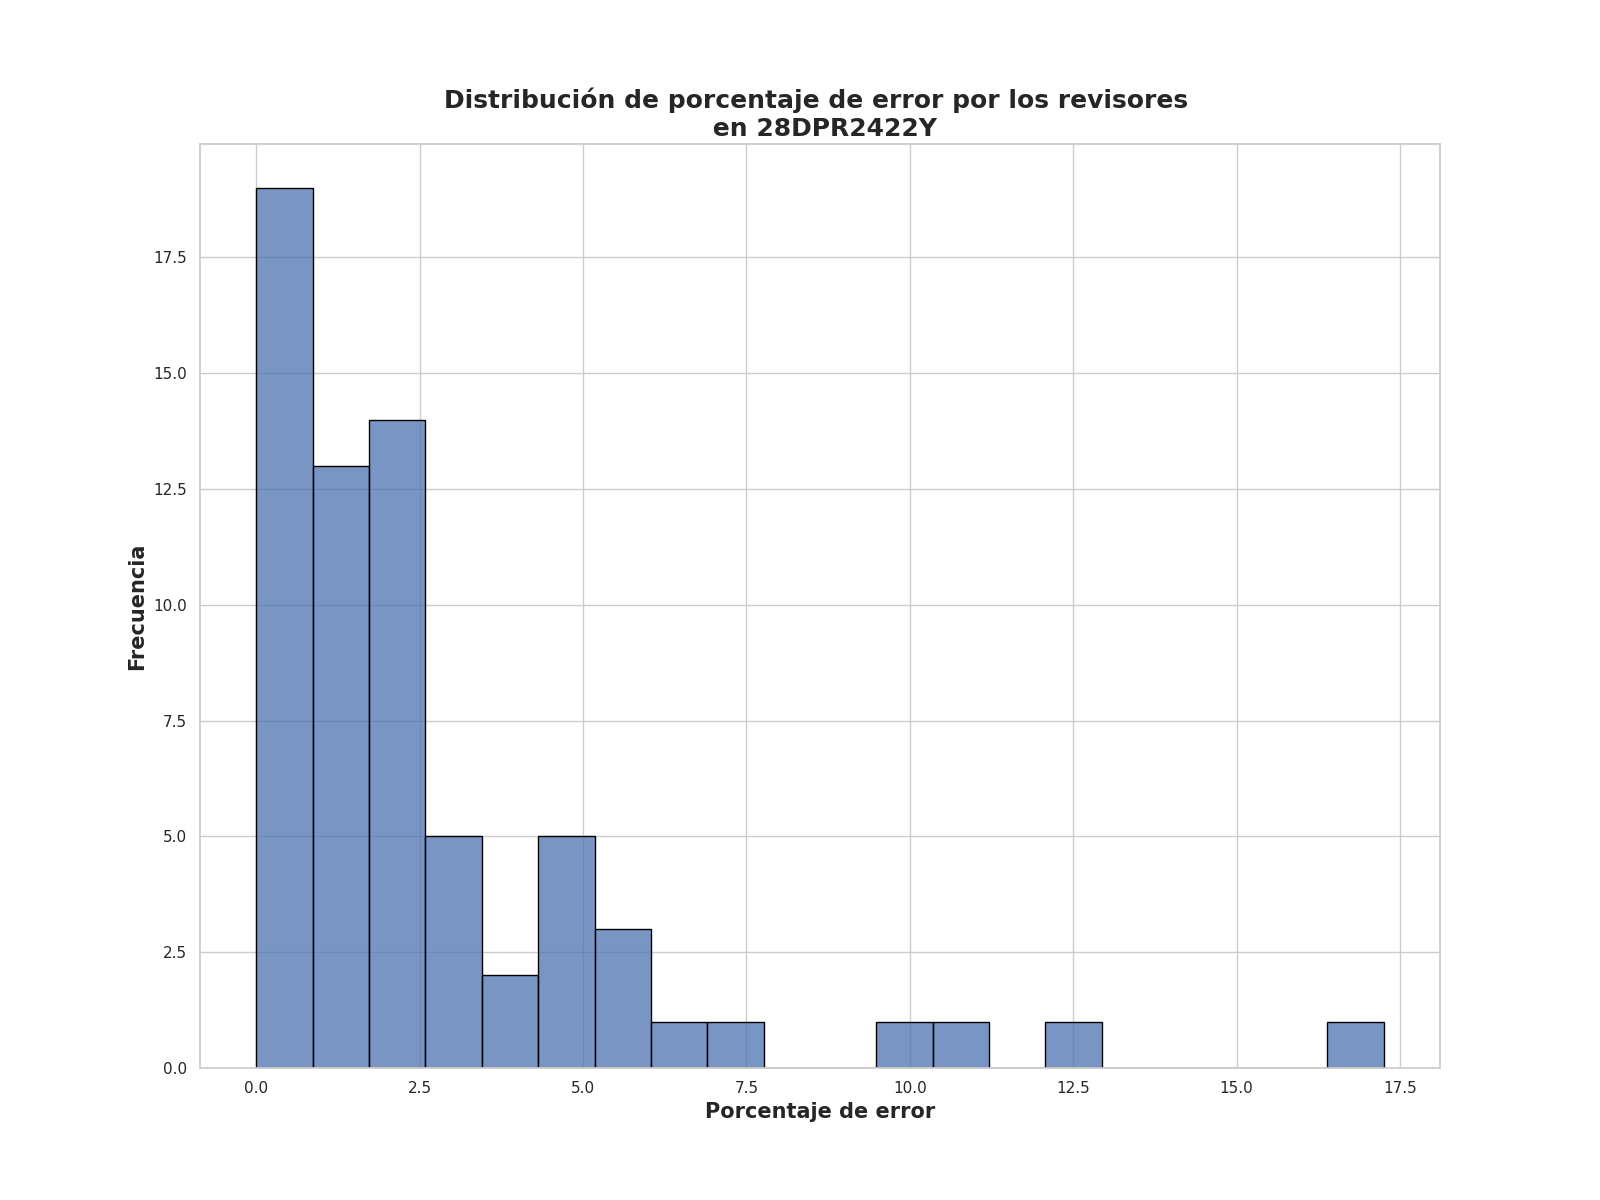 Distribución de porcentaje de error por los revisores
en 28DPR2422Y
Frecuencia
17.5
15.0
12.5
10.0
7.5
5.0
2.5
0.0
0.0 2.5 5.0 7.5 10.0 12.5 15.0 17.5
Porcentaje de error